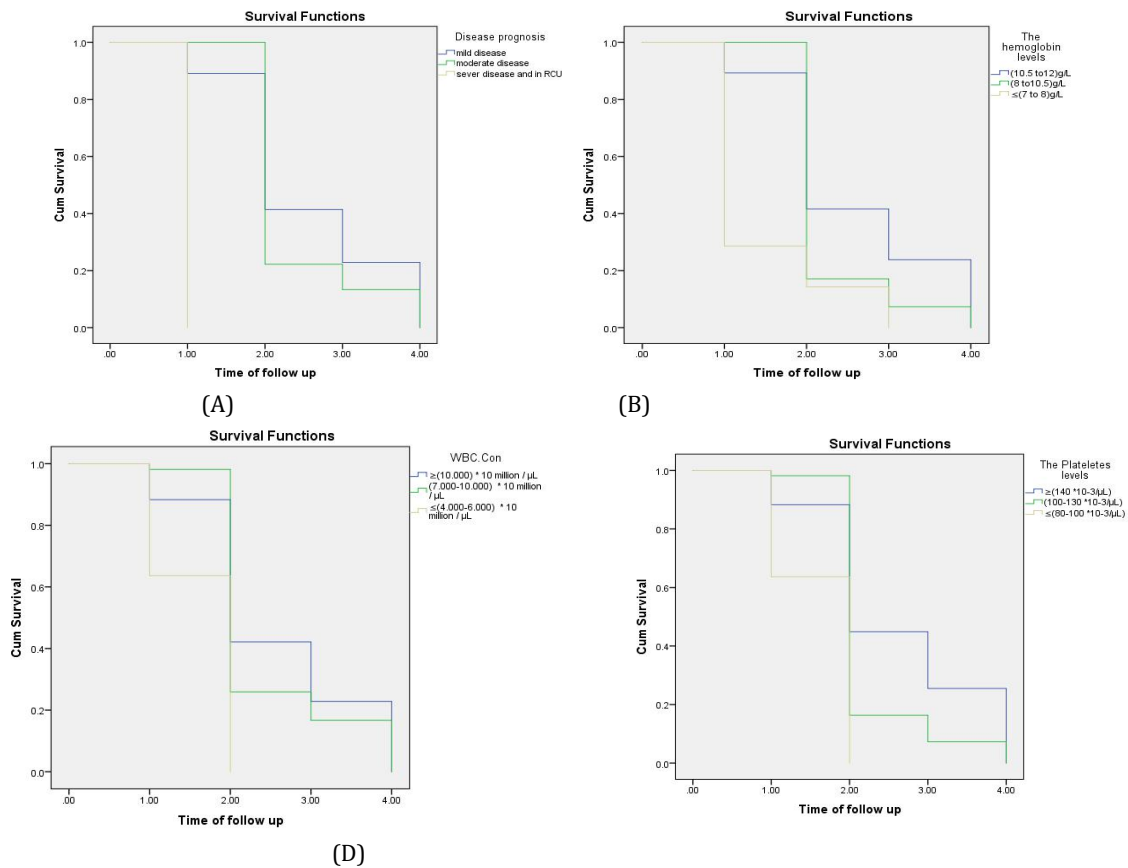 Survival Functions
Disease prognosis
mild disease
moderate disease
sever disease and in RCU
1.0
0.8
0.6
0.4
0.2
0.0
Cum Survival
.00 1.00 2.00 3.00 4.00
Time of follow up
(A)
Survival Functions
The
hemoglobin
levels
(10.5 to12)g/L
(8 to10.5)g/L
≤(7 to 8)g/L
1.0
0.8
0.6
0.4
0.2
0.0
Cum Survival
.00 1.00 2.00 3.00 4.00
Time of follow up
(B)
Survival Functions
WBC.Con
≥(10.000) * 10 million / µL
(7.000-10.000) * 10 million
/ µL
≤(4.000-6.000) * 10
million / µL
1.0
0.8
0.6
0.4
0.2
0.0
Cum Survival
.00 1.00 2.00 3.00 4.00
Time of follow up
(D)
Survival Functions
The Plateletes
levels
≥(140 *10-3/µL)
(100-130 *10-3/µL)
≤(80-100 *10-3/µL)
1.0
0.8
0.6
0.4
0.2
0.0
Cum Survival
.00 1.00 2.00 3.00 4.00
Time of follow up